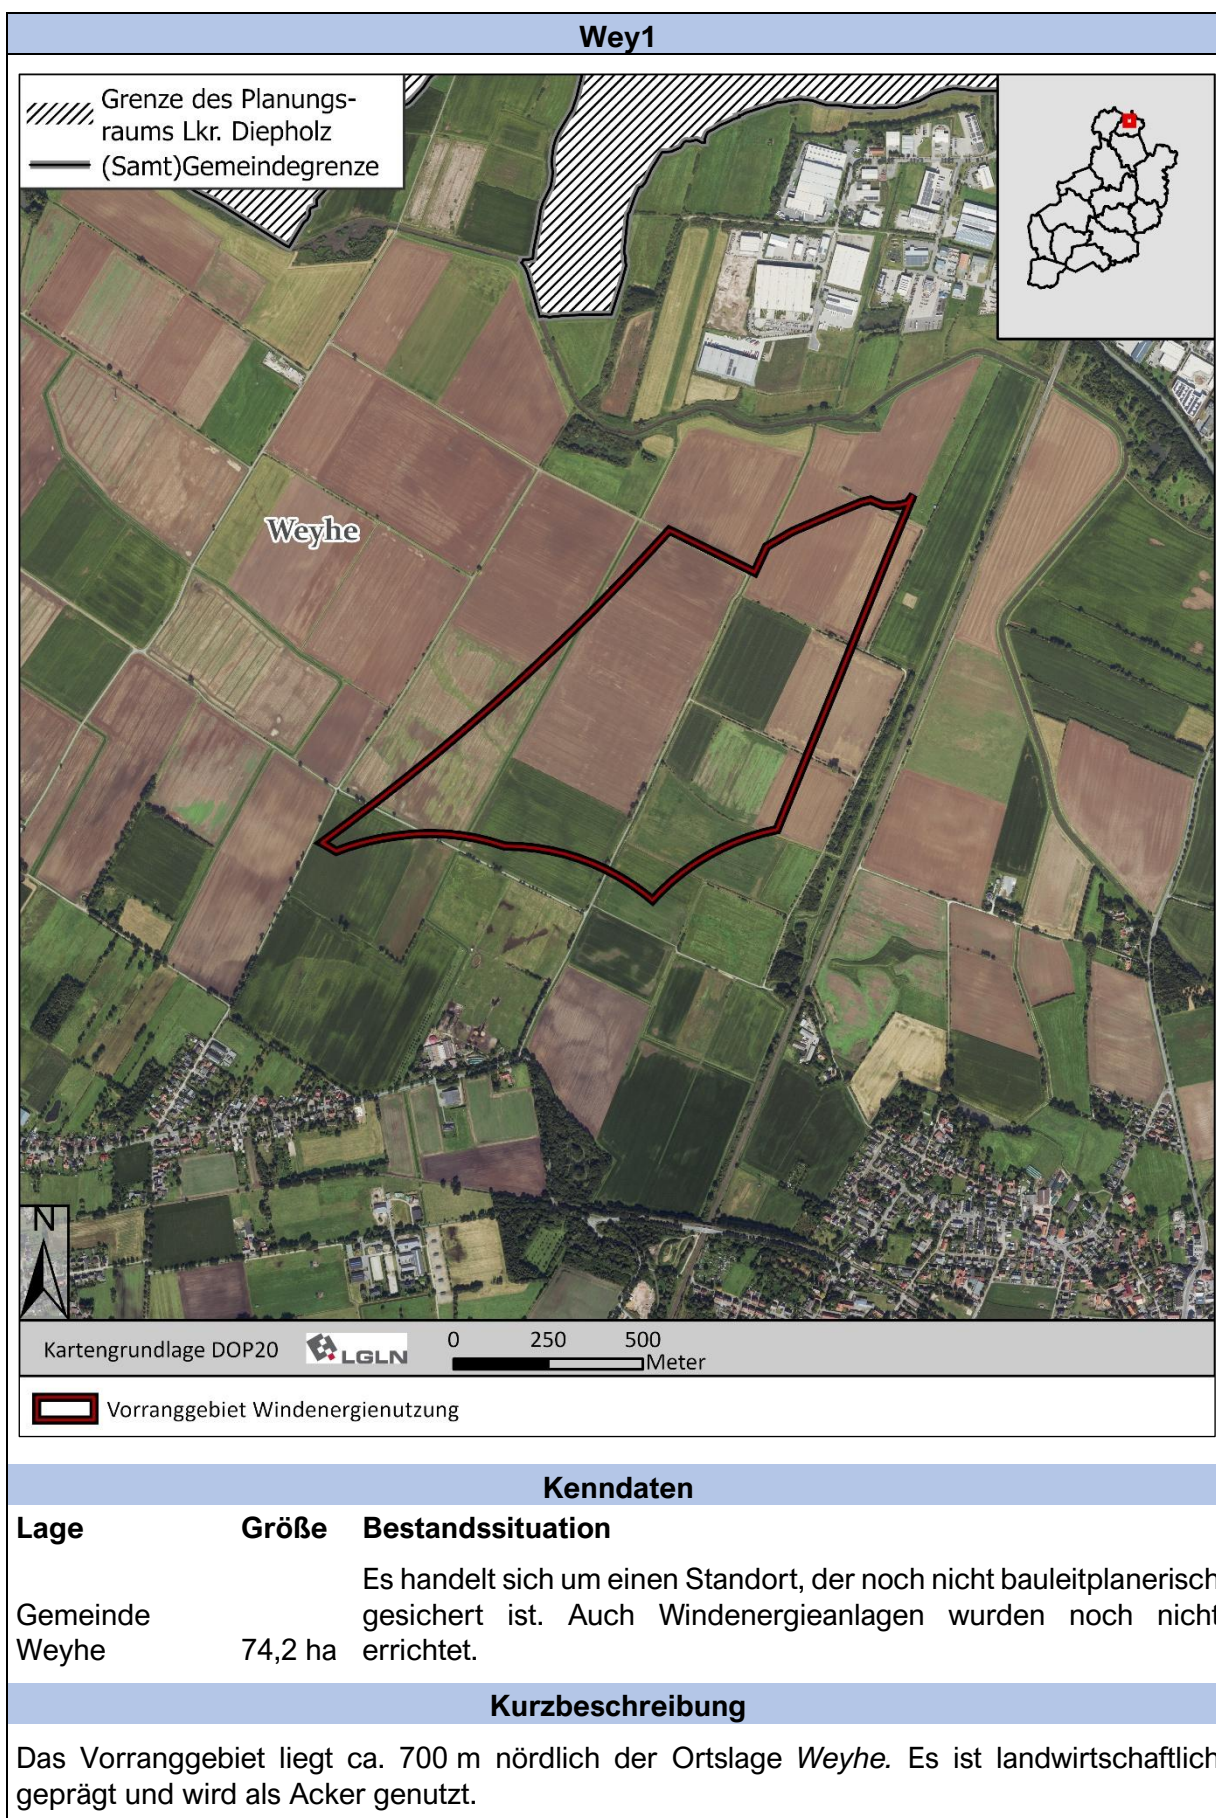 Wey1
Grenze des Planungs-
raums Lkr. Diepholz
(Samt)Gemeindegrenze
Weyhe
N
Kartengrundlage DOP20
LGLN
0 250 500
Meter
Vorranggebiet Windenergienutzung
Kenndaten
Lage Größe Bestandssituation
Gemeinde
Weyhe
74,2 ha
Es handelt sich um einen Standort, der noch nicht bauleitplanerisch
gesichert ist. Auch Windenergieanlagen wurden noch nicht
errichtet.
Kurzbeschreibung
Das Vorranggebiet liegt ca. 700 m nördlich der Ortslage Weyhe. Es ist landwirtschaftlich
geprägt und wird als Acker genutzt.